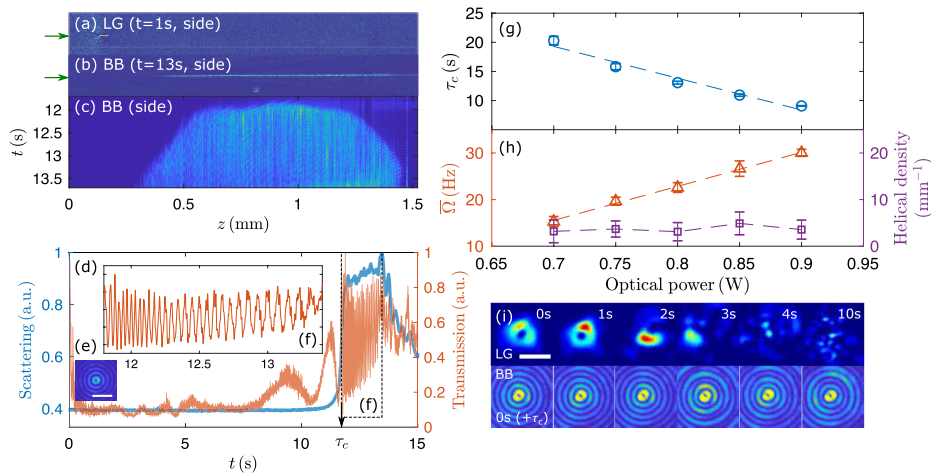 (a) LG (t=1s, side)
(b) BB (t=13s, side)
(c) BB (side)
12
12.5
13
13.5
t (s)
0
0.5
1
1.5
z (mm)
(d)
(e)
(f)
12
12.5
13
(f)
1
0.8
0.6
0.4
Scattering (a.u.)
1
0.8
0.6
0.4
0.2
0
Transmission (a.u.)
0
5
10
τc
15
t (s)
(g)
20
15
10
τc (s)
(h)
30
20
10
Ω̅ (Hz)
20
10
0
Helical density
(mm⁻¹)
0.65
0.7
0.75
0.8
0.85
0.9
0.95
Optical power (W)
(i)
0s
1s
2s
3s
4s
10s
LG
BB
0s (+τc)